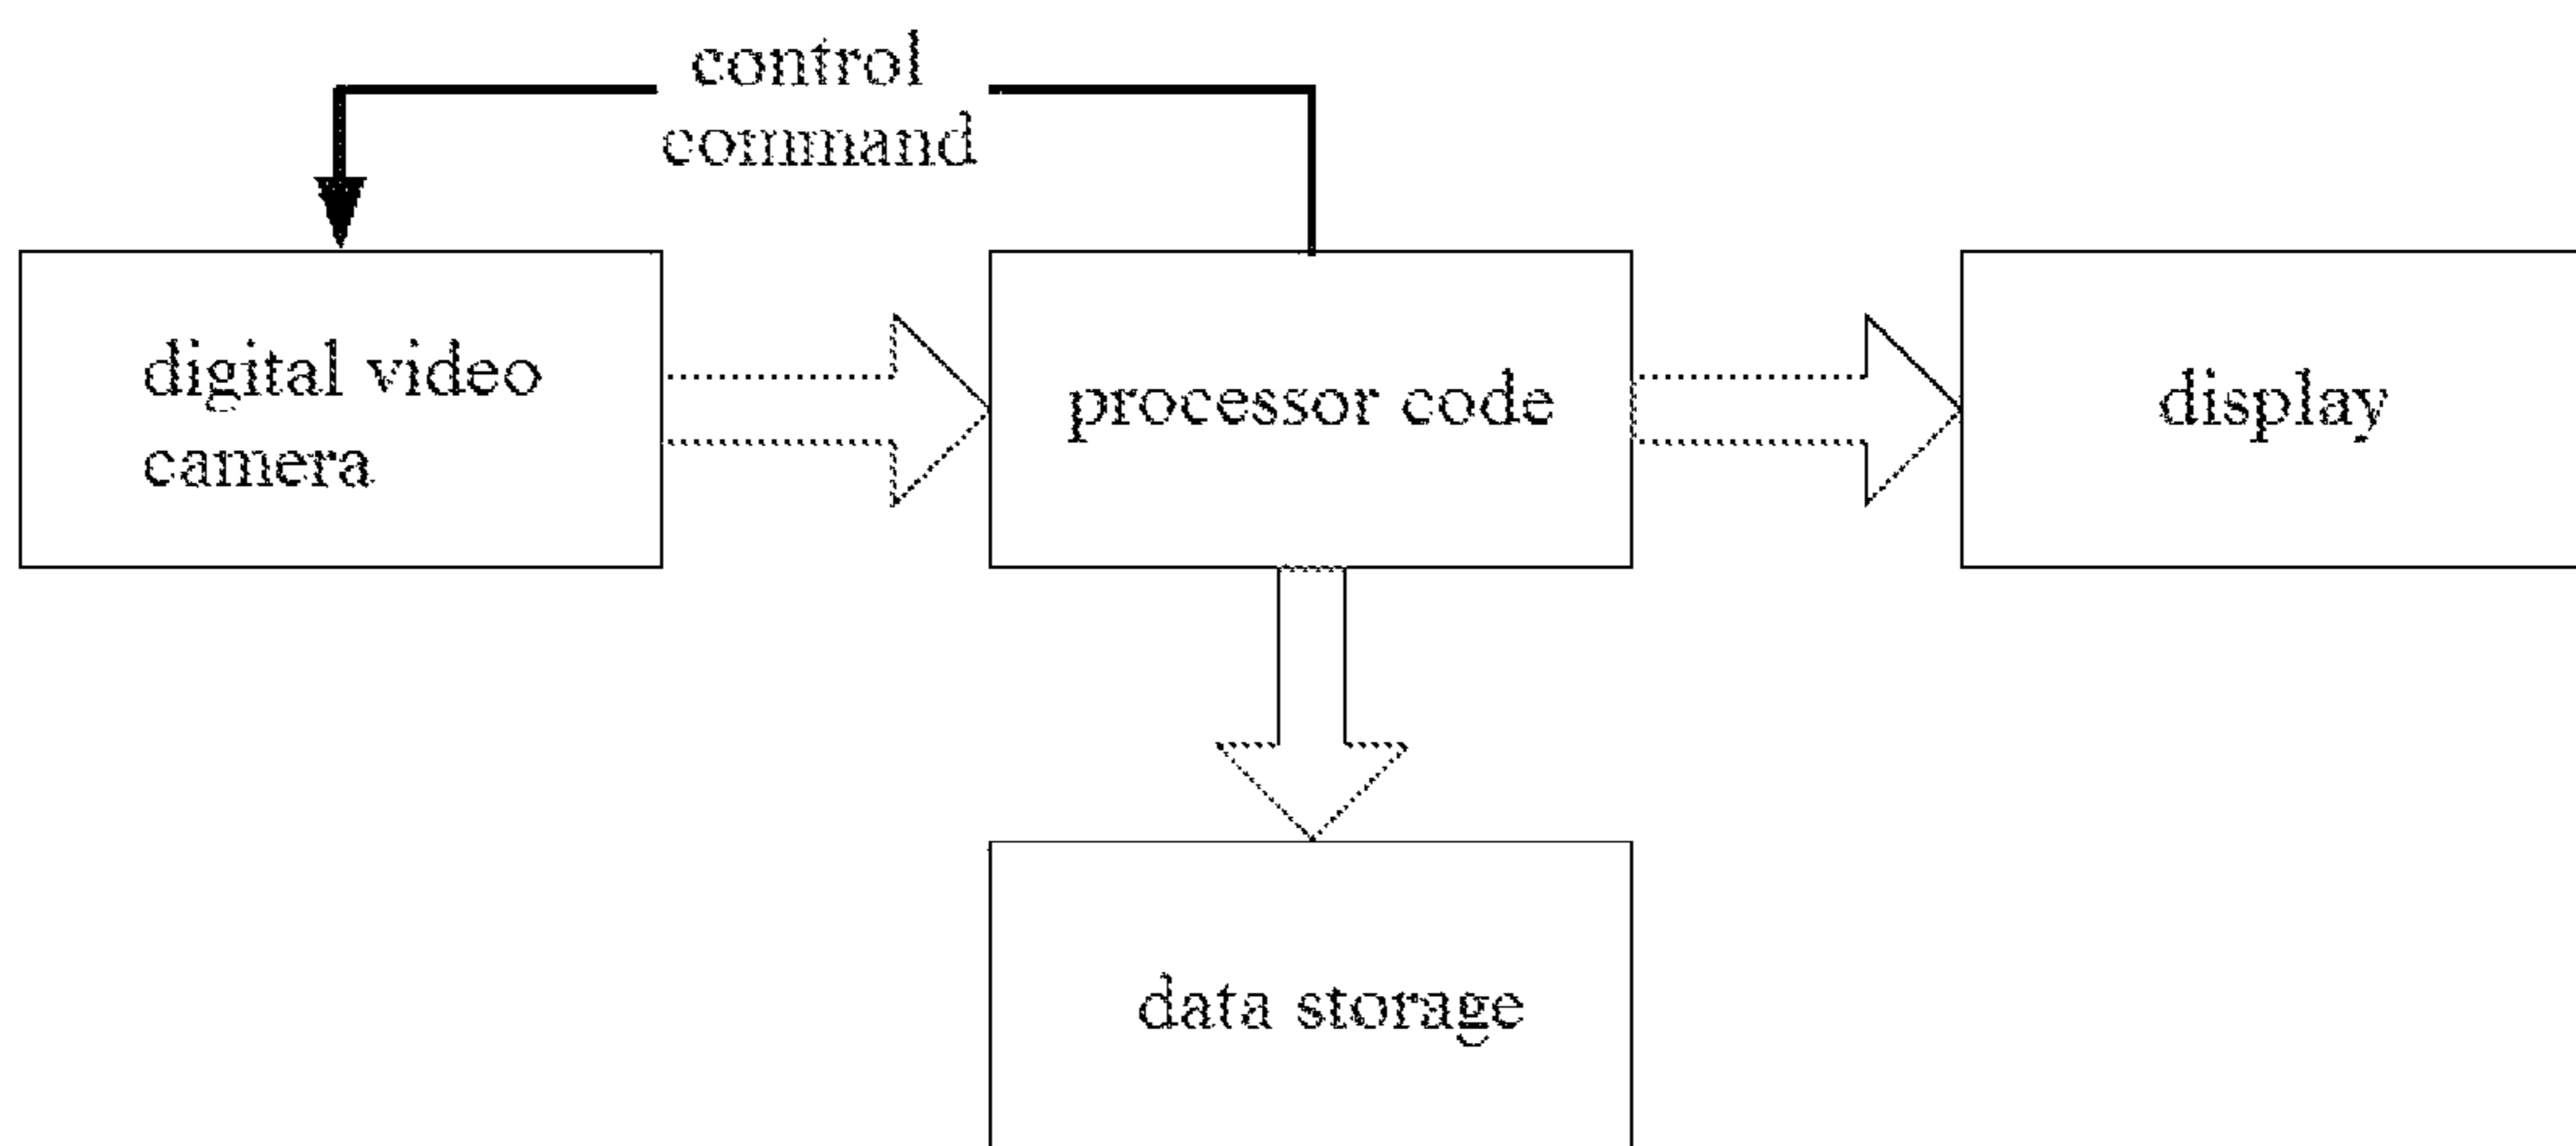 control
command
digital video
camera
processor code
display
data storage